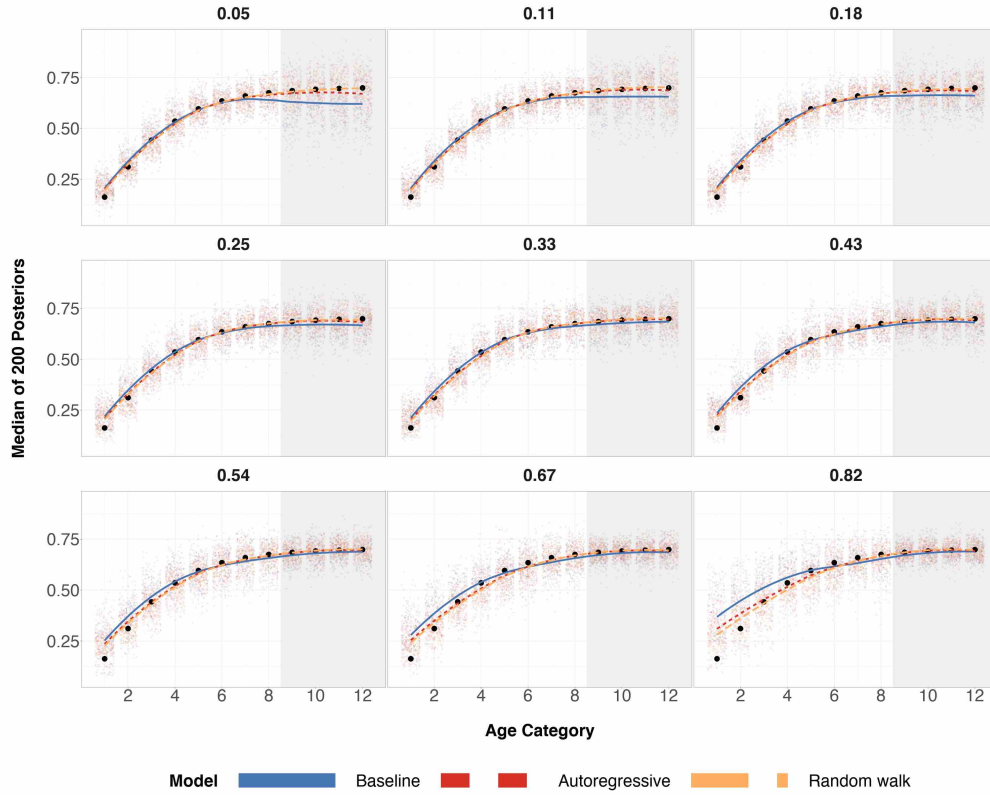 0.05 0.11 0.18
0.75
0.50
0.25
0.25 0.33 0.43
0.75
0.50
0.25
0.54 0.67 0.82
0.75
0.50
0.25
2 4 6 8 10 12 2 4 6 8 10 12 2 4 6 8 10 12
Median of 200 Posteriors
Age Category
Model Baseline Autoregressive Random walk